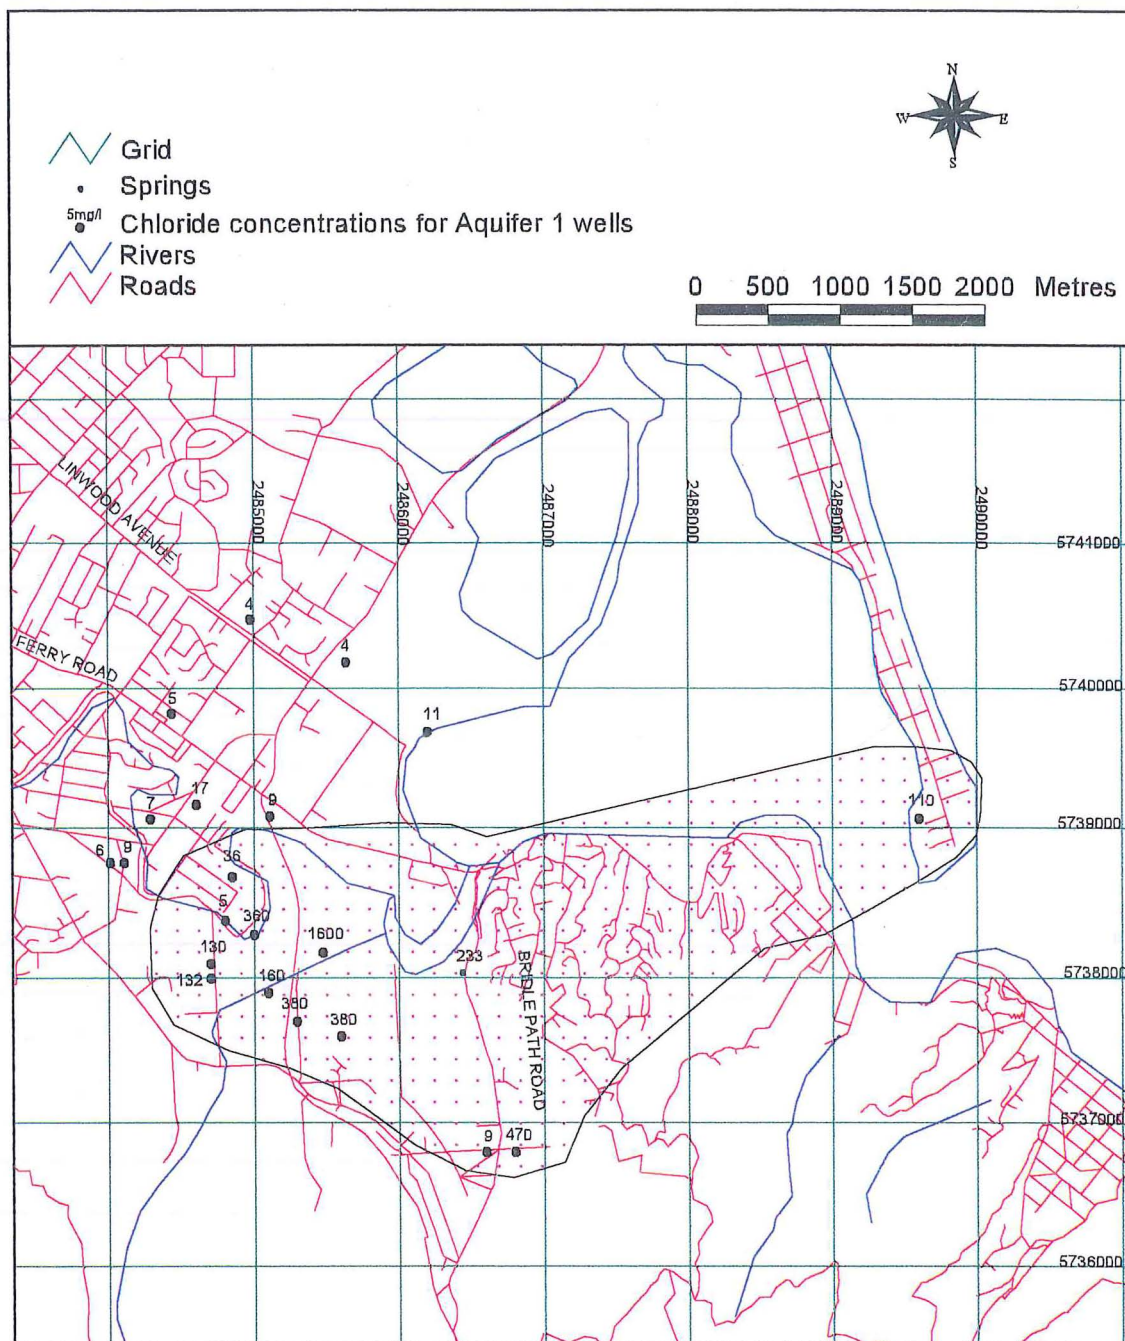 N
W E
S
Grid
Springs
5mg/l Chloride concentrations for Aquifer 1 wells
Rivers
Roads
0 500 1000 1500 2000 Metres
LINWOOD AVENUE
2485000
2486000
2487000
2488000
2489000
2490000
5741000
4
4
FERRY ROAD
5740000
5
11
17
7
9
110
5739000
6 9
36
5
360
1600
130
233
132
160
5738000
380
380
BRIDLE PATH ROAD
5737000
9 470
5736000